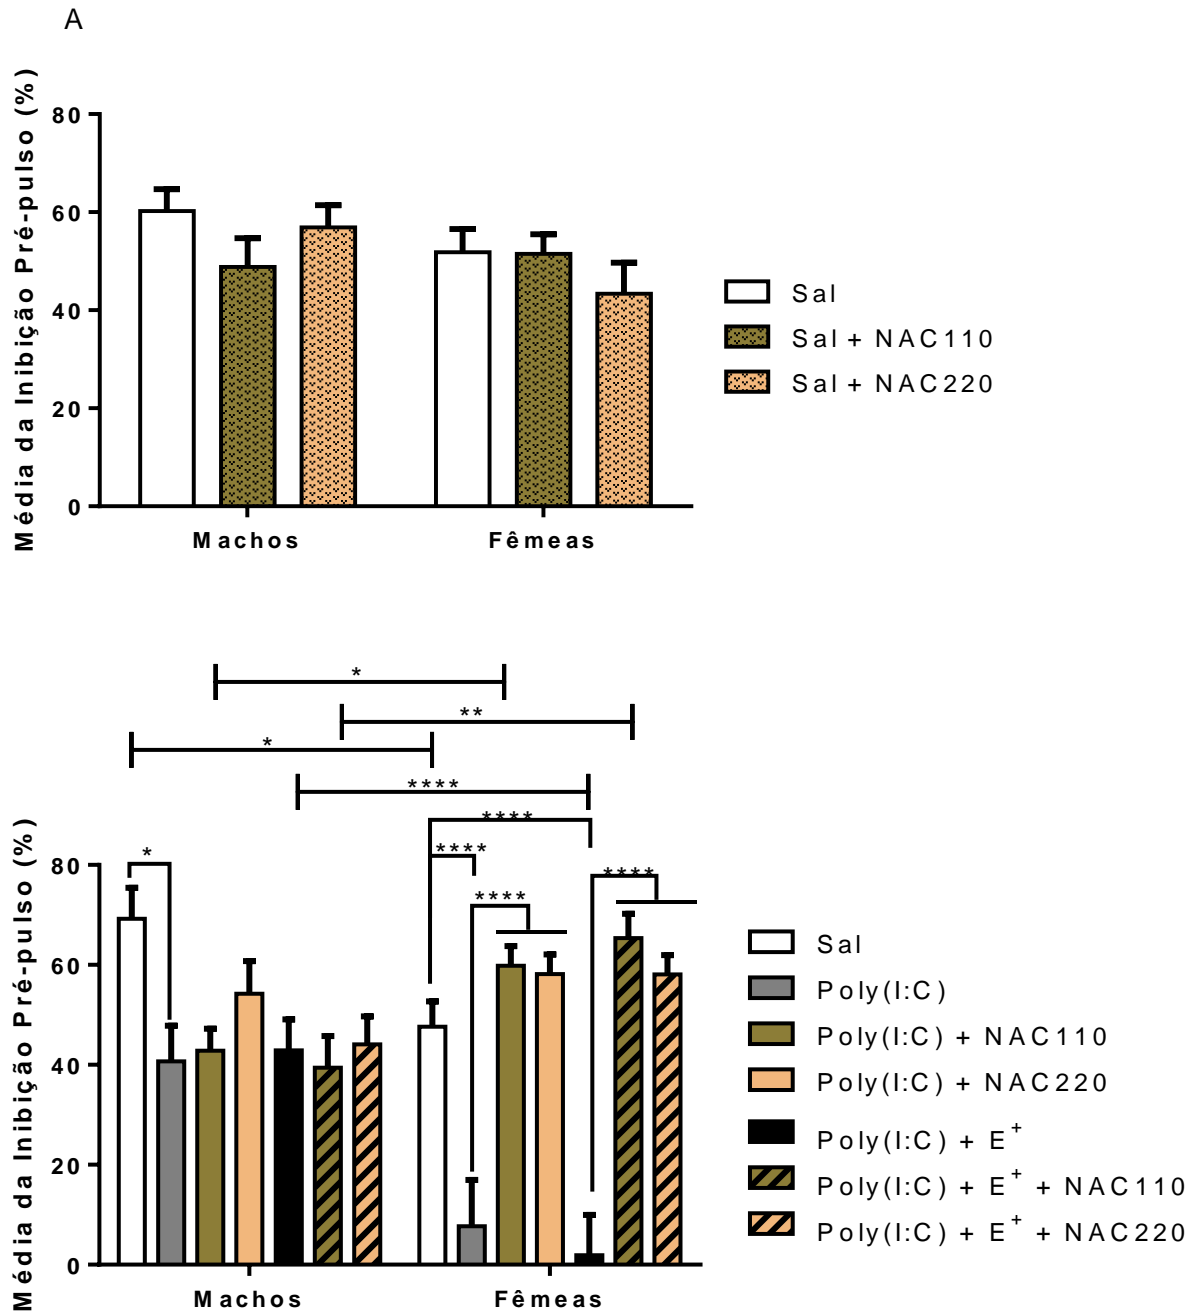 A
Média da Inibição Pré-pulso (%)
80
60
40
20
0
Machos
Fêmeas
Sal
Sal + NAC110
Sal + NAC220
*
**
*
****
****
****
*
****
****
Média da Inibição Pré-pulso (%)
80
60
40
20
0
Machos
Fêmeas
Sal
Poly(I:C)
Poly(I:C) + NAC110
Poly(I:C) + NAC220
Poly(I:C) + E⁺
Poly(I:C) + E⁺ + NAC110
Poly(I:C) + E⁺ + NAC220